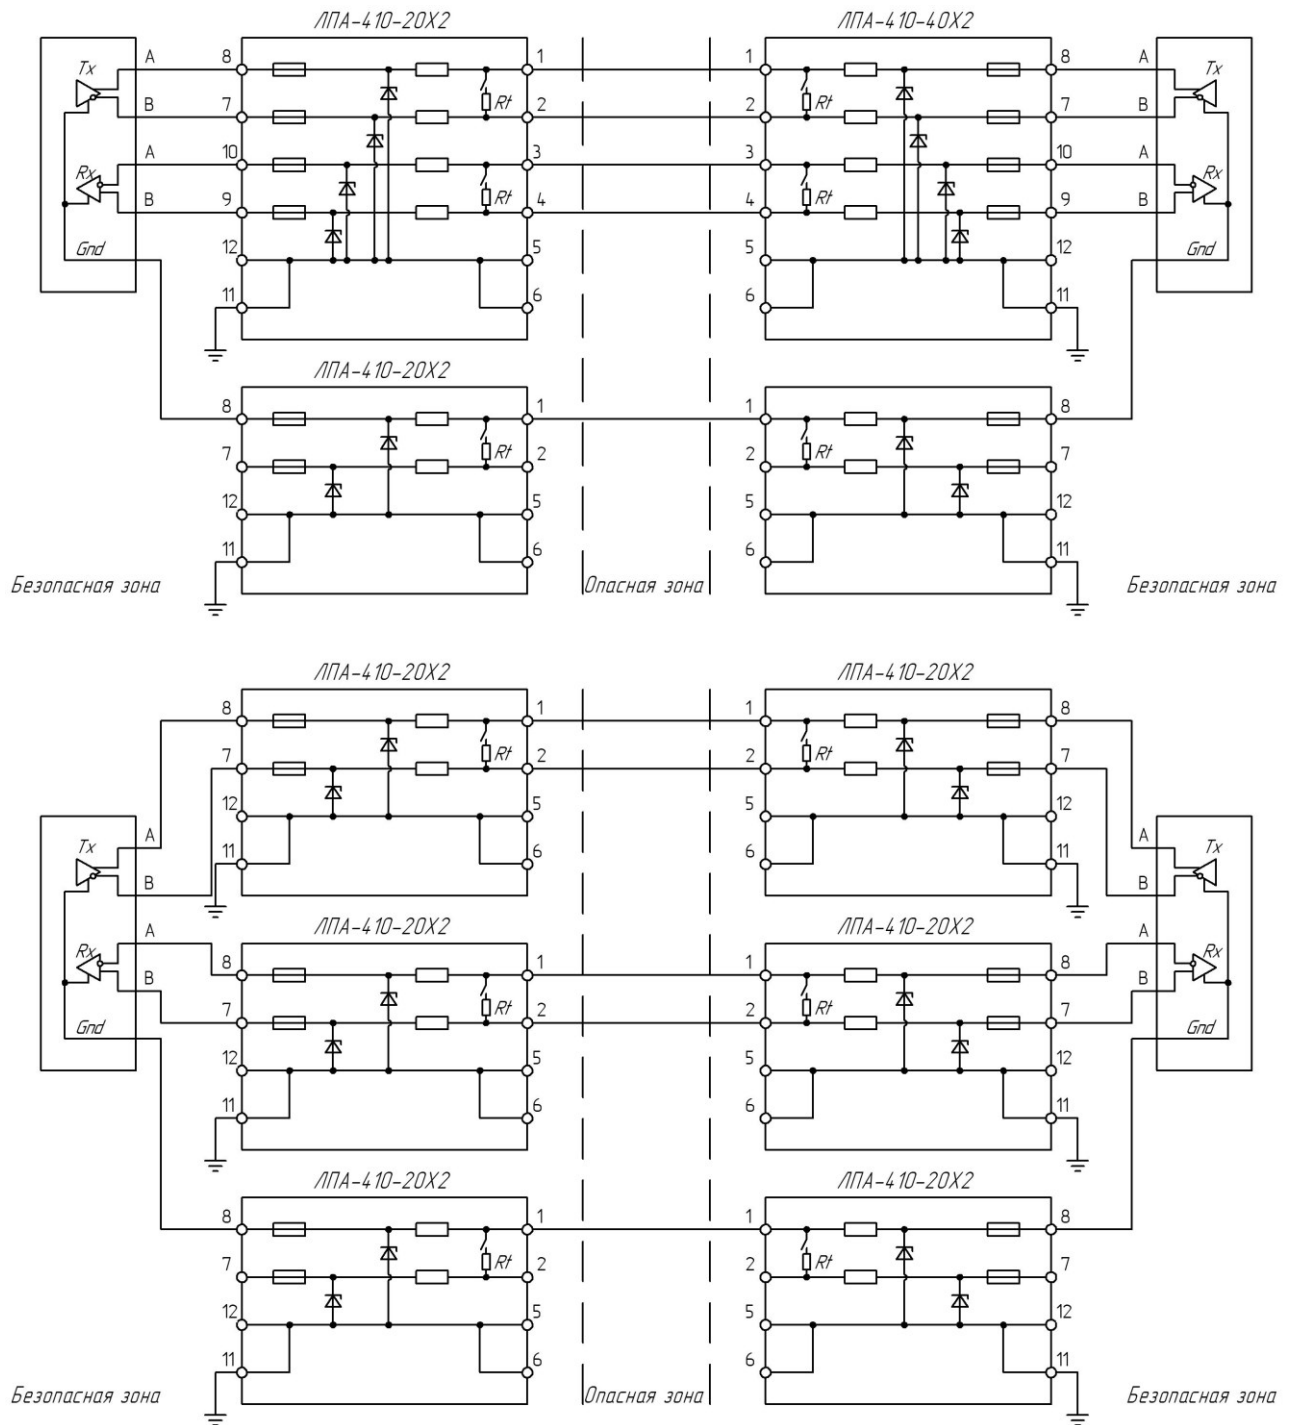 ЛПА-410-20Х2 ЛПА-410-40Х2
A 8 1 1 8 A
Tx Tx
Rt Rt
B 7 2 2 7 B
A 10 3 3 10 A
Rx Rx
Rt Rt
B 9 4 4 9 B
Gnd 12 5 5 12 Gnd
11 6 6 11
ЛПА-410-20Х2
8 1 1 8
Rt Rt
7 2 2 7
12 5 5 12
11 6 6 11
Безопасная зона Опасная зона Безопасная зона
ЛПА-410-20Х2 ЛПА-410-20Х2
8 1 1 8
Rt Rt
7 2 2 7
12 5 5 12
A A
Tx Tx
11 6 6 11
B B
ЛПА-410-20Х2 ЛПА-410-20Х2
A A
Rx Rx
8 1 1 8
B B
Rt Rt
7 2 2 7
Gnd Gnd
12 5 5 12
11 6 6 11
ЛПА-410-20Х2 ЛПА-410-20Х2
8 1 1 8
Rt Rt
7 2 2 7
12 5 5 12
11 6 6 11
Безопасная зона Опасная зона Безопасная зона